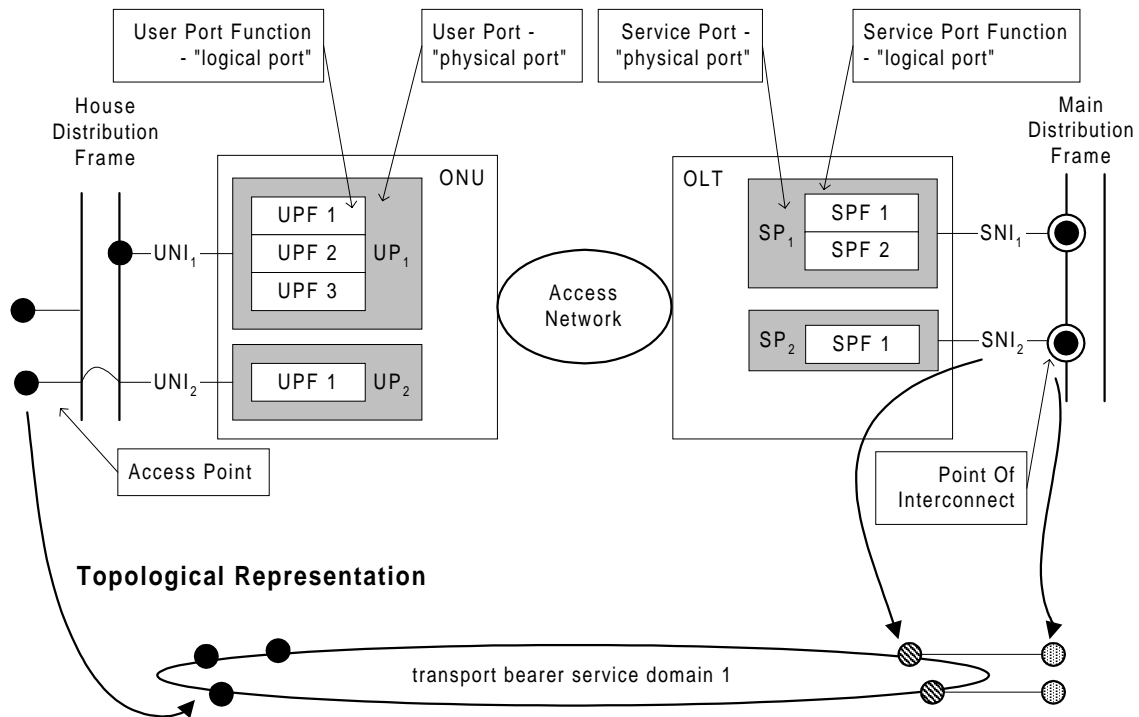 User Port Function
- "logical port"
User Port -
"physical port"
Service Port -
"physical port"
Service Port Function
- "logical port"
House
Distribution
Frame
Main
Distribution
Frame
ONU
OLT
UPF 1
UPF 2
UPF 3
UP1
UNI1
SP1
SPF 1
SPF 2
SNI1
Access
Network
UNI2
UPF 1
UP2
SP2
SPF 1
SNI2
Access Point
Point Of
Interconnect
Topological Representation
transport bearer service domain 1